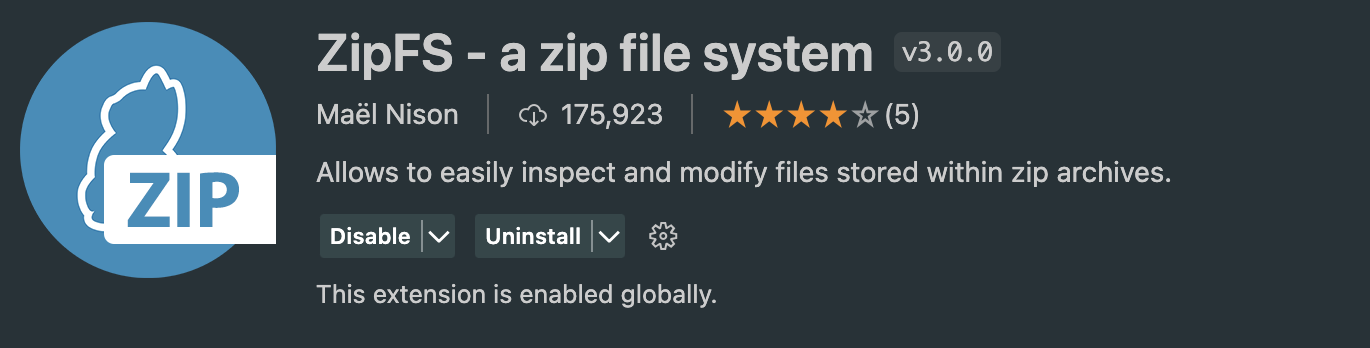 ZIP
ZipFS - a zip file system v3.0.0
Maël Nison 175,923 (5)
Allows to easily inspect and modify files stored within zip archives.
Disable Uninstall
This extension is enabled globally.